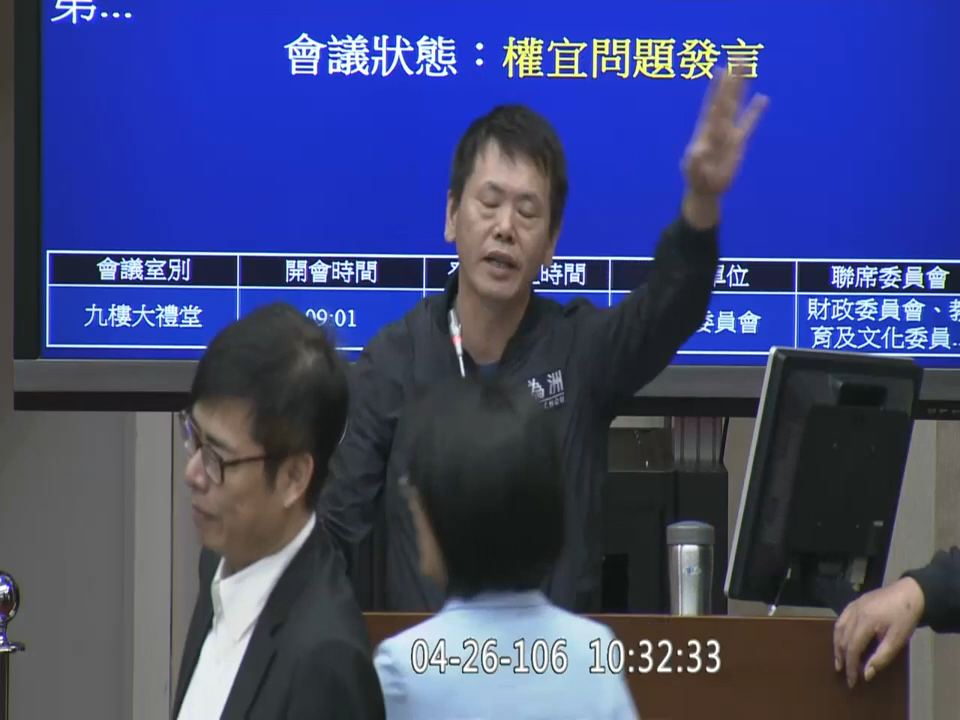 第...
會議狀態：權宜問題發言
會議室別 開會時間 時間 單位 聯席委員會
九樓大禮堂 09:01 委員會 財政委員會、教
育及文化委員...
為洲
04-26-106 10:32:33